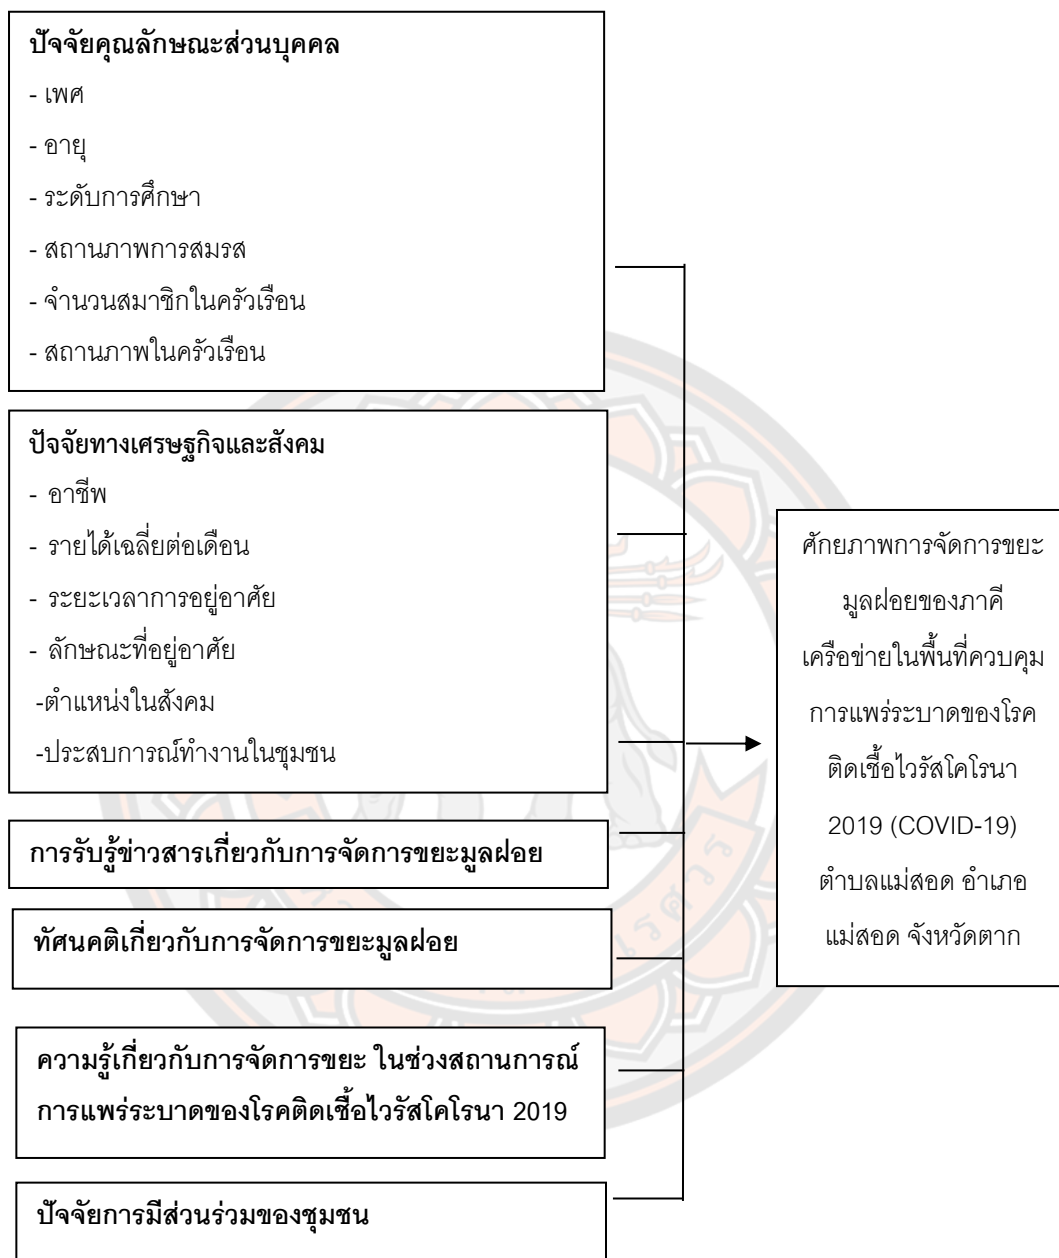 ปัจจัยคุณลักษณะส่วนบุคคล
- เพศ
- อายุ
- ระดับการศึกษา
- สถานภาพการสมรส
- จำนวนสมาชิกในครัวเรือน
- สถานภาพในครัวเรือน
ปัจจัยทางเศรษฐกิจและสังคม
- อาชีพ
- รายได้เฉลี่ยต่อเดือน
- ระยะเวลาการอยู่อาศัย
- ลักษณะที่อยู่อาศัย
-ตำแหน่งในสังคม
-ประสบการณ์ทำงานในชุมชน
การรับรู้ข่าวสารเกี่ยวกับการจัดการขยะมูลฝอย
ทัศนคติเกี่ยวกับการจัดการขยะมูลฝอย
ความรู้เกี่ยวกับการจัดการขยะ ในช่วงสถานการณ์
การแพร่ระบาดของโรคติดเชื้อไวรัสโคโรนา 2019
ปัจจัยการมีส่วนร่วมของชุมชน
ศักยภาพการจัดการขยะ
มูลฝอยของภาคี
เครือข่ายในพื้นที่ควบคุม
การแพร่ระบาดของโรค
ติดเชื้อไวรัสโคโรนา
2019 (COVID-19)
ตำบลแม่สอด อำเภอ
แม่สอด จังหวัดตาก